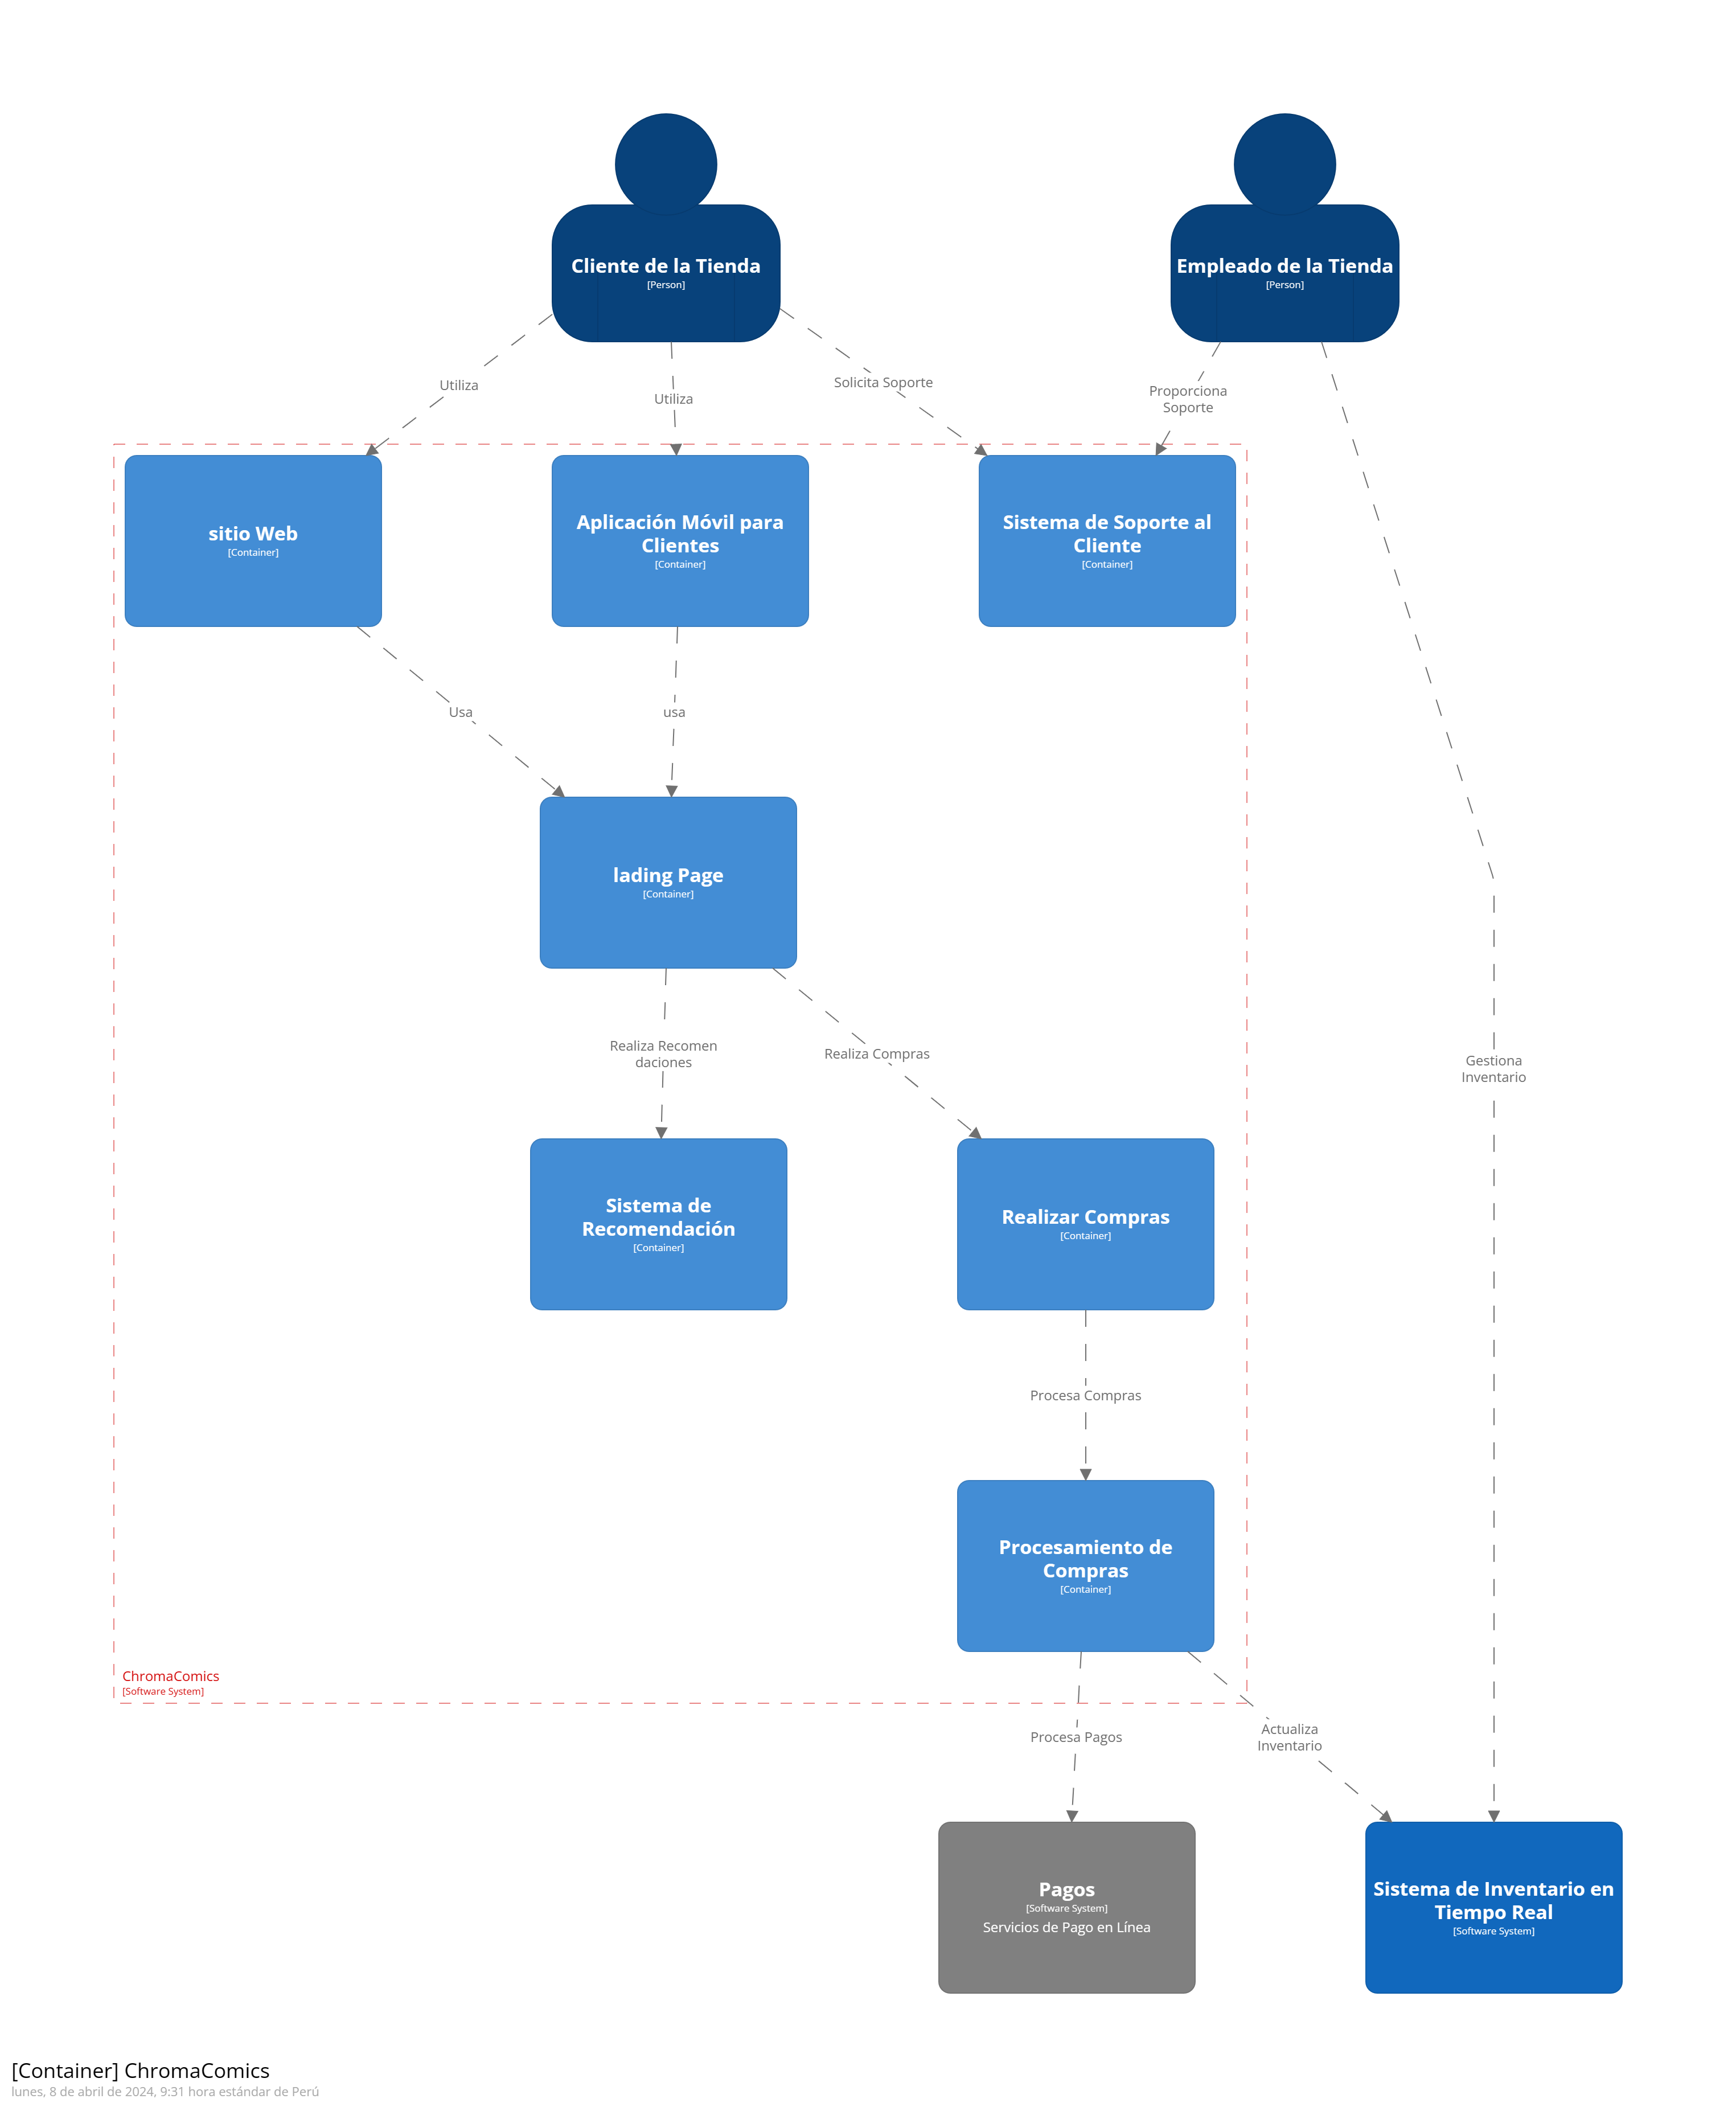 Cliente de la Tienda
[Person]
Empleado de la Tienda
[Person]
Utiliza
Utiliza
Solicita Soporte
Proporciona
Soporte
sitio Web
[Container]
Aplicación Móvil para
Clientes
[Container]
Sistema de Soporte al
Cliente
[Container]
Usa
usa
lading Page
[Container]
Realiza Recomen
daciones
Realiza Compras
Gestiona
Inventario
Sistema de
Recomendación
[Container]
Realizar Compras
[Container]
Procesa Compras
Procesamiento de
Compras
[Container]
ChromaComics
[Software System]
Procesa Pagos
Actualiza
Inventario
Pagos
[Software System]
Servicios de Pago en Línea
Sistema de Inventario en
Tiempo Real
[Software System]
[Container] ChromaComics
lunes, 8 de abril de 2024, 9:31 hora estándar de Perú